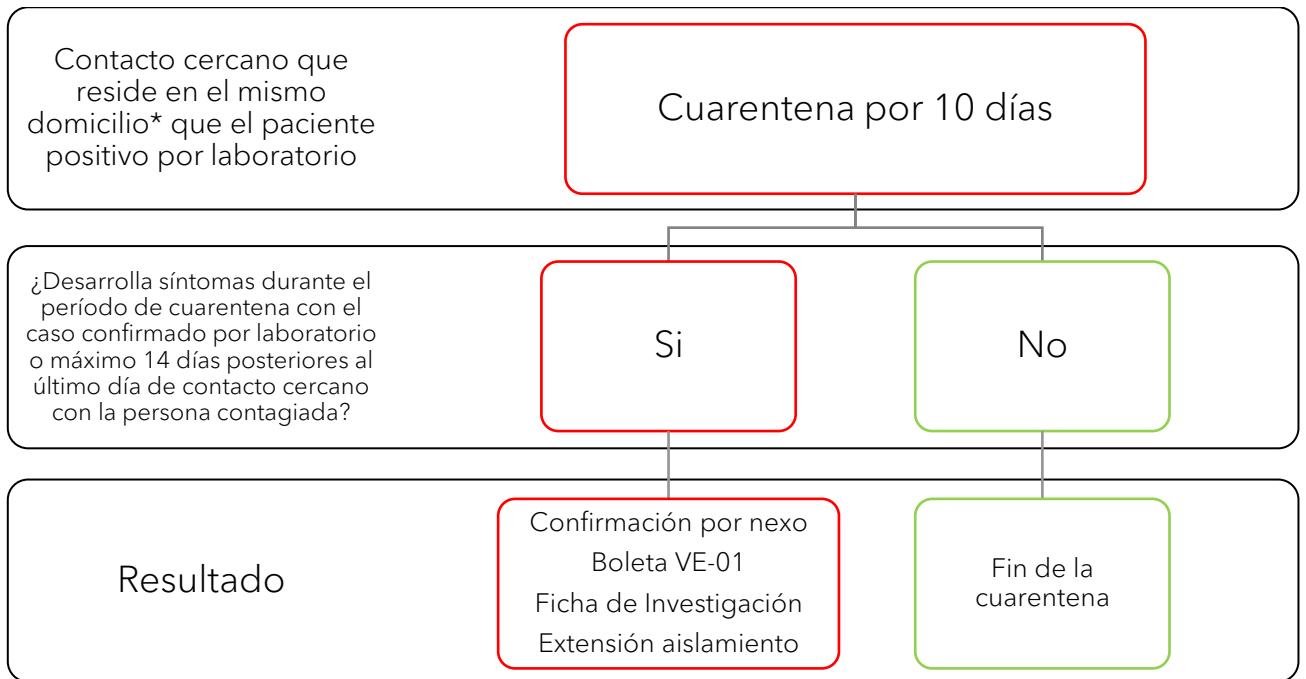 Contacto cercano que
reside en el mismo
domicilio* que el paciente
positivo por laboratorio
Cuarentena por 10 días
¿Desarrolla síntomas durante el
período de cuarentena con el
caso confirmado por laboratorio
o máximo 14 días posteriores al
último día de contacto cercano
con la persona contagiada?
Si
No
Resultado
Confirmación por nexo
Boleta VE-01
Ficha de Investigación
Extensión aislamiento
Fin de la
cuarentena